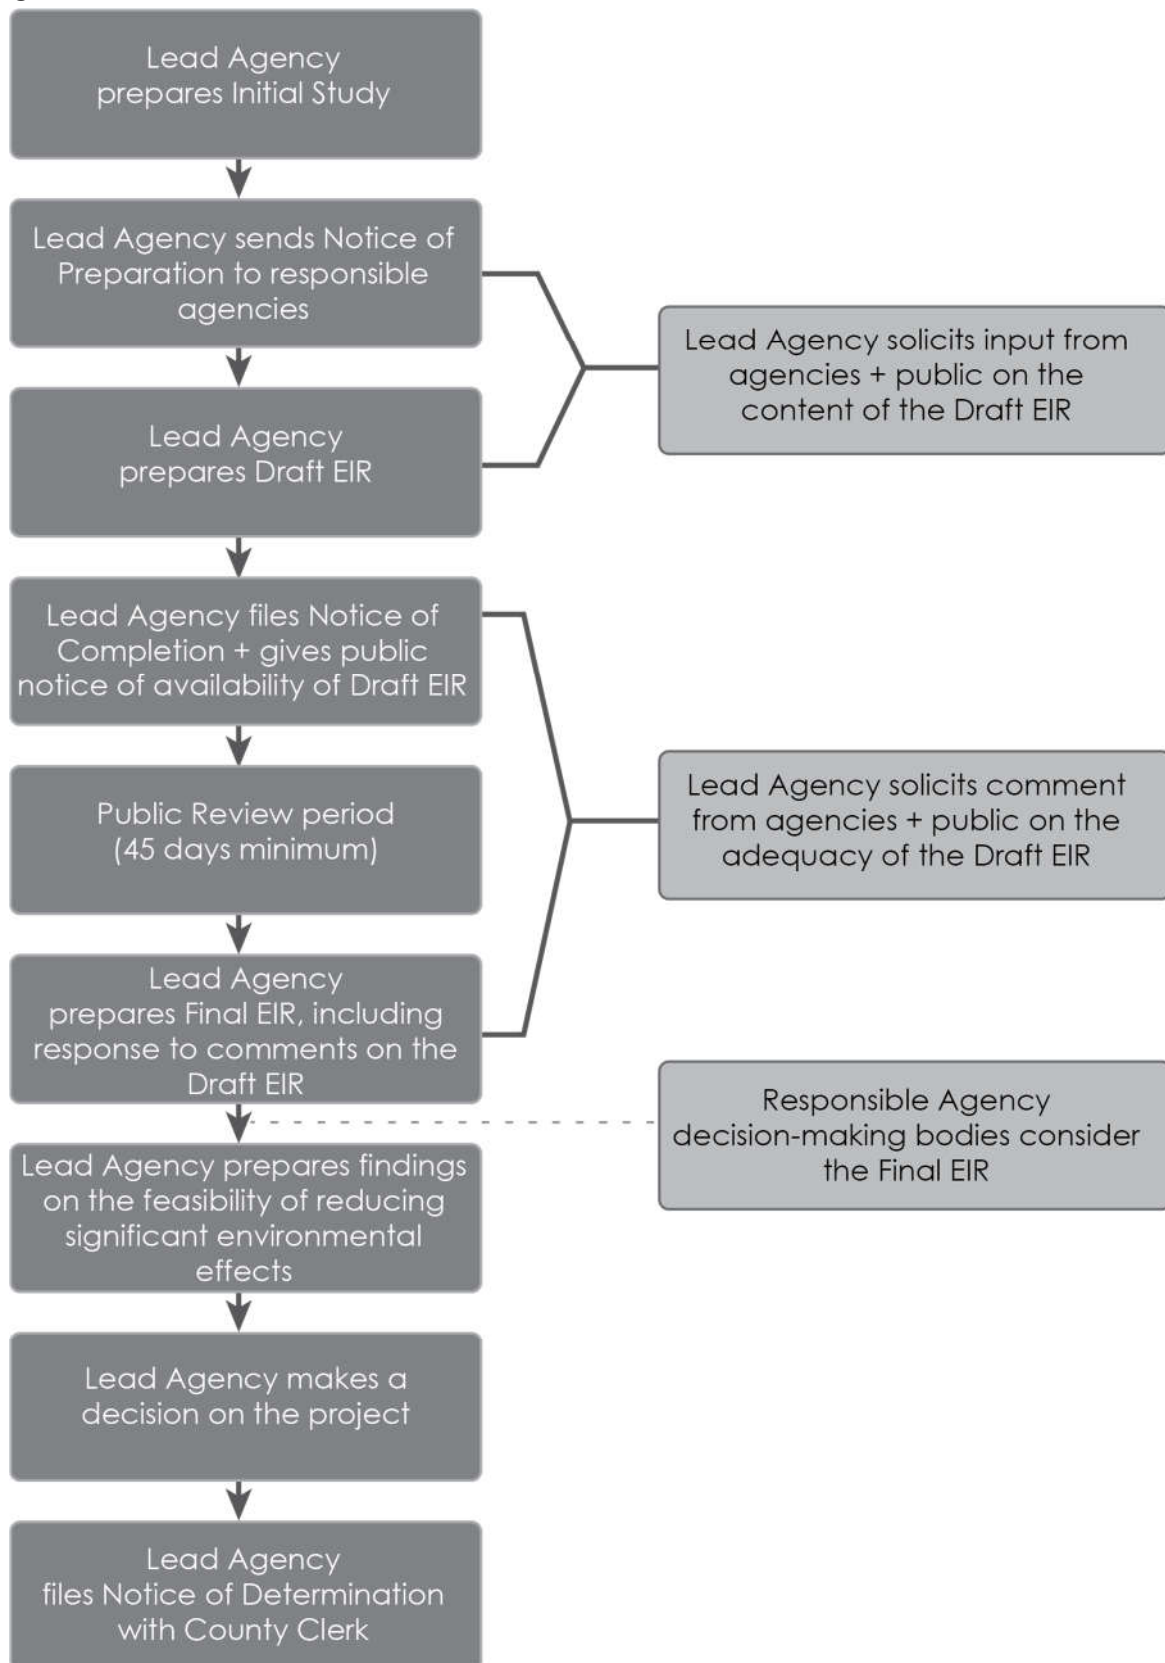 Lead Agency
prepares Initial Study
Lead Agency sends Notice of
Preparation to responsible
agencies
Lead Agency solicits input from
agencies + public on the
content of the Draft EIR
Lead Agency
prepares Draft EIR
Lead Agency files Notice of
Completion + gives public
notice of availability of Draft EIR
Public Review period
(45 days minimum)
Lead Agency solicits comment
from agencies + public on the
adequacy of the Draft EIR
Lead Agency
prepares Final EIR, including
response to comments on the
Draft EIR
Responsible Agency
decision-making bodies consider
the Final EIR
Lead Agency prepares findings
on the feasibility of reducing
significant environmental
effects
Lead Agency makes a
decision on the project
Lead Agency
files Notice of Determination
with County Clerk